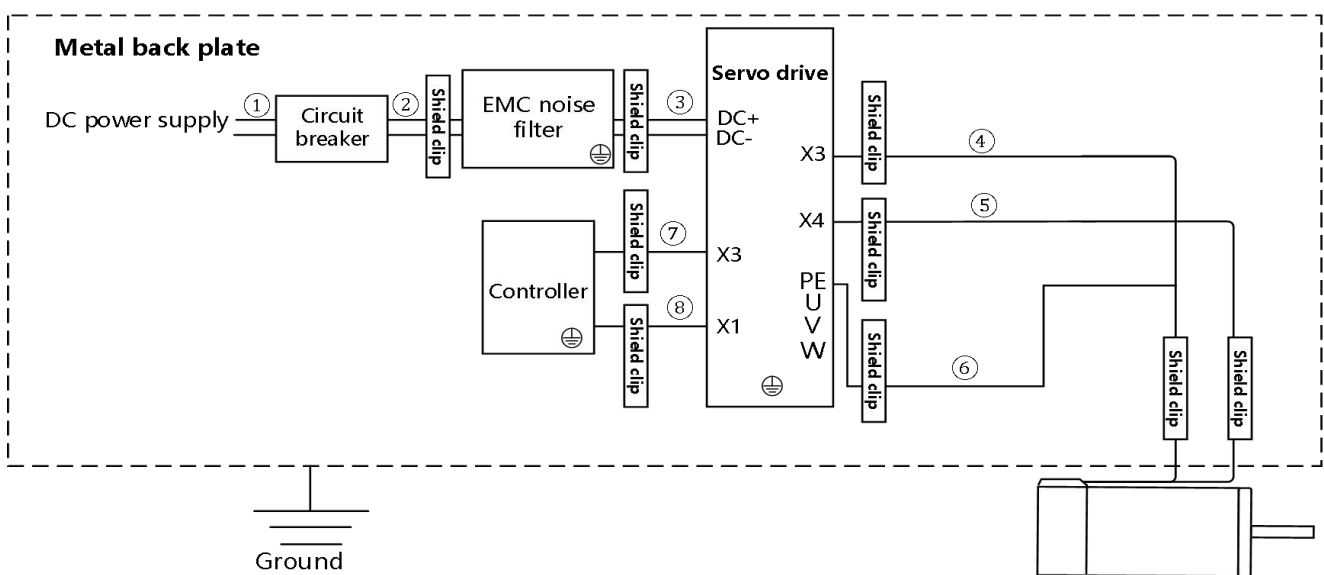 Metal back plate
DC power supply
①
Circuit
breaker
②
Shield clip
EMC noise
filter
Shield clip
③
Servo drive
DC+
DC-
X3
Shield clip
④
X4
Shield clip
⑤
PE
U
V
W
Shield clip
⑥
Controller
Shield clip
⑦
X3
Shield clip
⑧
X1
Shield clip
Shield clip
Ground